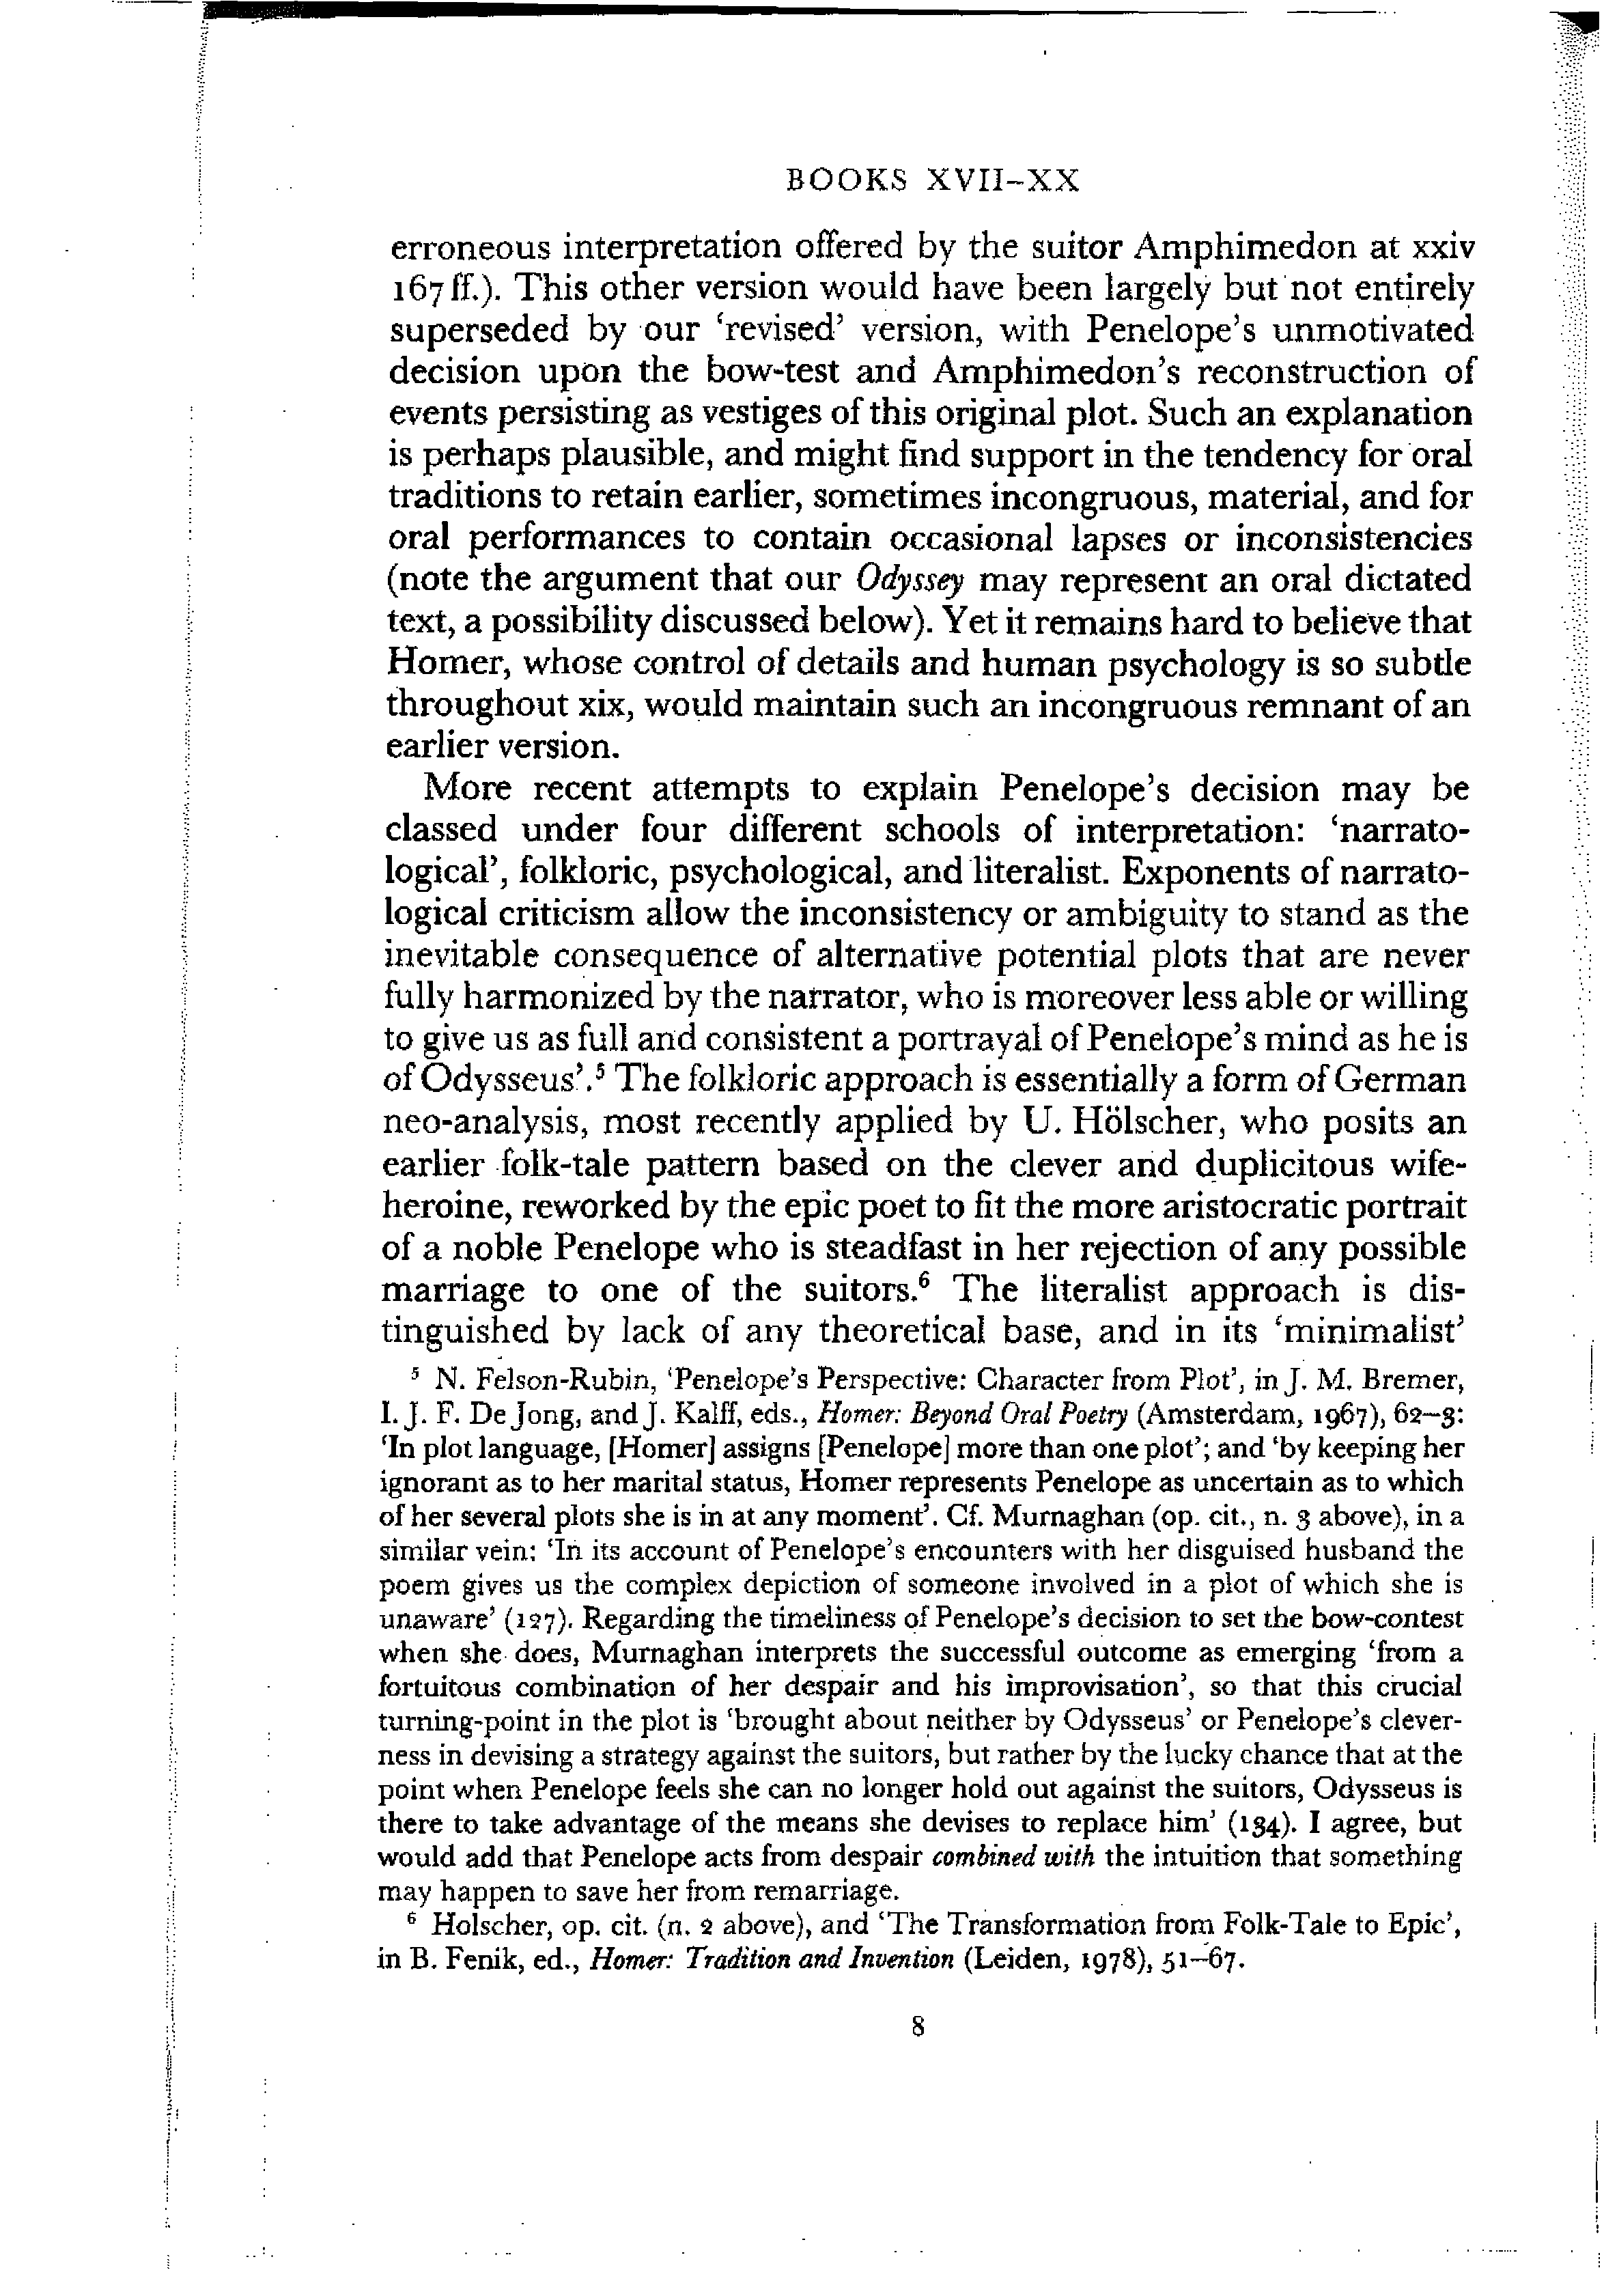 BOOKS XVII–XX
erroneous interpretation offered by the suitor Amphimedon at xxiv
167 ff.). This other version would have been largely but not entirely
superseded by our ‘revised’ version, with Penelope’s unmotivated
decision upon the bow-test and Amphimedon’s reconstruction of
events persisting as vestiges of this original plot. Such an explanation
is perhaps plausible, and might find support in the tendency for oral
traditions to retain earlier, sometimes incongruous, material, and for
oral performances to contain occasional lapses or inconsistencies
(note the argument that our Odyssey may represent an oral dictated
text, a possibility discussed below). Yet it remains hard to believe that
Homer, whose control of details and human psychology is so subtle
throughout xix, would maintain such an incongruous remnant of an
earlier version.
More recent attempts to explain Penelope’s decision may be
classed under four different schools of interpretation: ‘narrato-
logical’, folkloric, psychological, and literalist. Exponents of narrato-
logical criticism allow the inconsistency or ambiguity to stand as the
inevitable consequence of alternative potential plots that are never
fully harmonized by the narrator, who is moreover less able or willing
to give us as full and consistent a portrayal of Penelope’s mind as he is
of Odysseus’.⁵ The folkloric approach is essentially a form of German
neo-analysis, most recently applied by U. Hölscher, who posits an
earlier folk-tale pattern based on the clever and duplicitous wife-
heroine, reworked by the epic poet to fit the more aristocratic portrait
of a noble Penelope who is steadfast in her rejection of any possible
marriage to one of the suitors.⁶ The literalist approach is dis-
tinguished by lack of any theoretical base, and in its ‘minimalist’
⁵ N. Felson-Rubin, ‘Penelope’s Perspective: Character from Plot’, in J. M. Bremer,
I. J. F. De Jong, and J. Kalff, eds., Homer: Beyond Oral Poetry (Amsterdam, 1967), 62–3:
‘In plot language, [Homer] assigns [Penelope] more than one plot’; and ‘by keeping her
ignorant as to her marital status, Homer represents Penelope as uncertain as to which
of her several plots she is in at any moment’. Cf. Murnaghan (op. cit., n. 3 above), in a
similar vein: ‘In its account of Penelope’s encounters with her disguised husband the
poem gives us the complex depiction of someone involved in a plot of which she is
unaware’ (127). Regarding the timeliness of Penelope’s decision to set the bow-contest
when she does, Murnaghan interprets the successful outcome as emerging ‘from a
fortuitous combination of her despair and his improvisation’, so that this crucial
turning-point in the plot is ‘brought about neither by Odysseus’ or Penelope’s clever-
ness in devising a strategy against the suitors, but rather by the lucky chance that at the
point when Penelope feels she can no longer hold out against the suitors, Odysseus is
there to take advantage of the means she devises to replace him’ (134). I agree, but
would add that Penelope acts from despair combined with the intuition that something
may happen to save her from remarriage.
⁶ Holscher, op. cit. (n. 2 above), and ‘The Transformation from Folk-Tale to Epic’,
in B. Fenik, ed., Homer: Tradition and Invention (Leiden, 1978), 51–67.
8